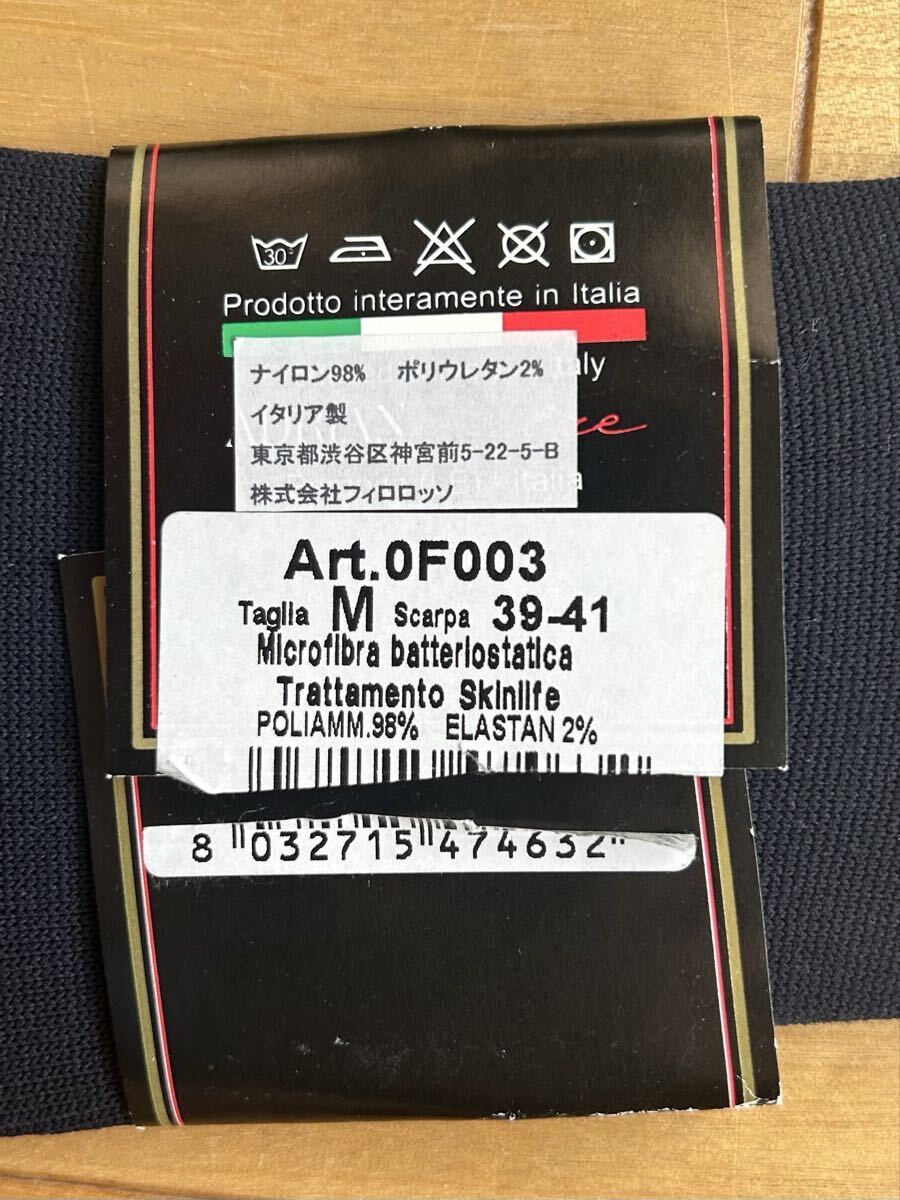 30°
Prodotto interamente in Italia
aly
ナイロン98% ポリウレタン2%
イタリア製
東京都渋谷区神宮前5-22-5-B
株式会社フィロロッソ
Italia
Art.0F003
Taglia M Scarpa 39-41
Microfibra batteriostatica
Trattamento Skinlife
POLIAMM.98% ELASTAN 2%
8 032715 474632